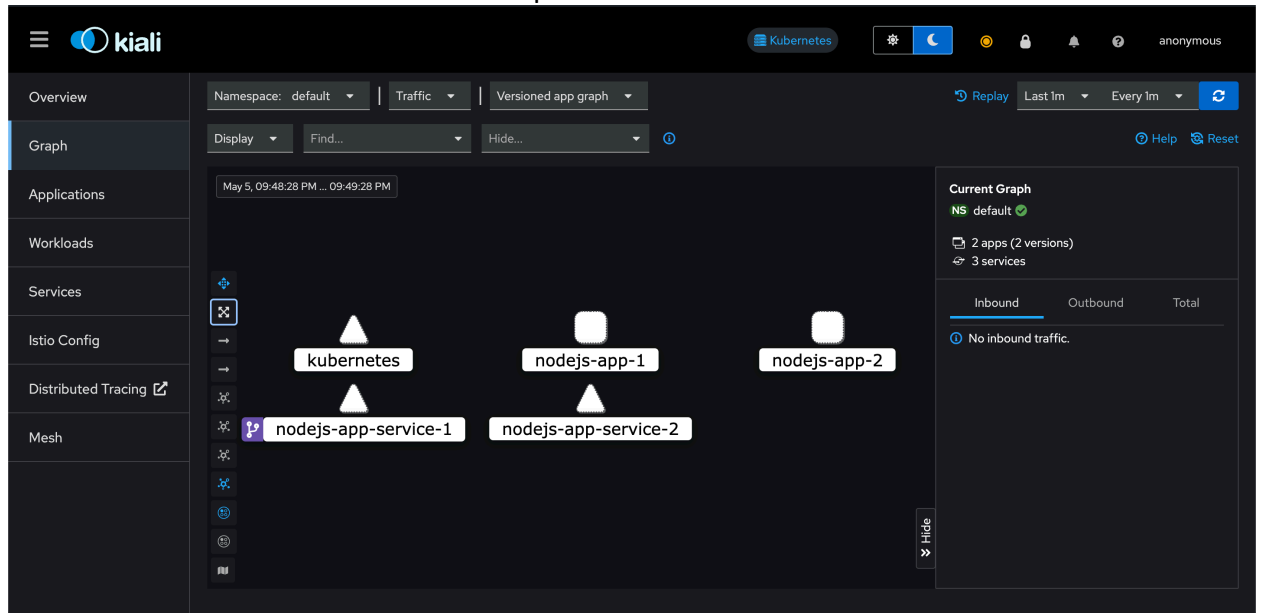 kiali
Kubernetes
anonymous
Overview
Graph
Applications
Workloads
Services
Istio Config
Distributed Tracing
Mesh
Namespace: default
Traffic
Versioned app graph
Replay
Last 1m
Every 1m
Display
Find...
Hide...
Help
Reset
May 5, 09:48:28 PM ... 09:49:28 PM
kubernetes
nodejs-app-1
nodejs-app-2
nodejs-app-service-1
nodejs-app-service-2
Hide
Current Graph
NS default
2 apps (2 versions)
3 services
Inbound
Outbound
Total
No inbound traffic.